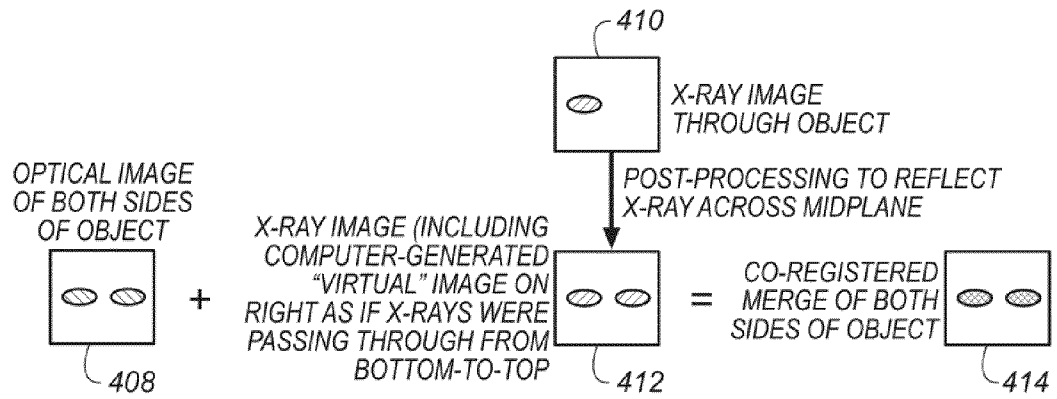 410
X-RAY IMAGE
THROUGH OBJECT
POST-PROCESSING TO REFLECT
X-RAY ACROSS MIDPLANE
OPTICAL IMAGE
OF BOTH SIDES
OF OBJECT
408
+
X-RAY IMAGE (INCLUDING
COMPUTER-GENERATED
“VIRTUAL” IMAGE ON
RIGHT AS IF X-RAYS WERE
PASSING THROUGH FROM
BOTTOM-TO-TOP
412
=
CO-REGISTERED
MERGE OF BOTH
SIDES OF OBJECT
414